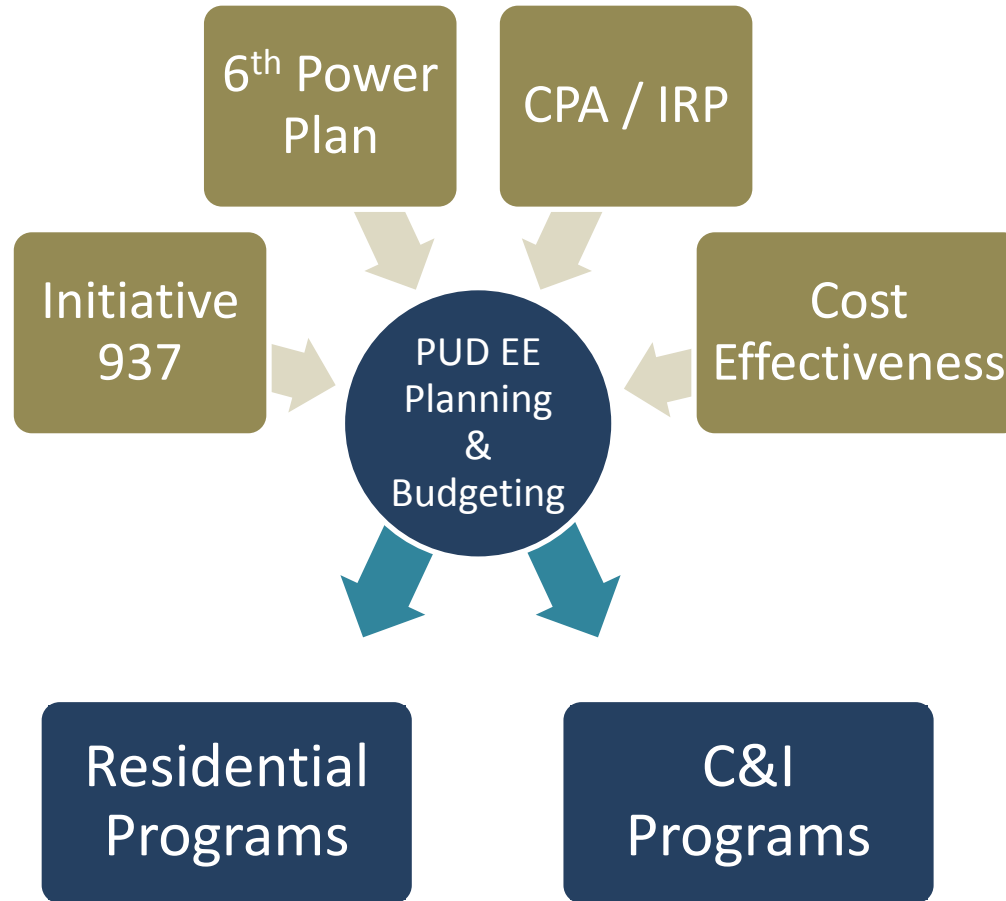 6th Power
Plan
CPA / IRP
Initiative
937
Cost
Effectiveness
PUD EE
Planning
&
Budgeting
Residential
Programs
C&I
Programs